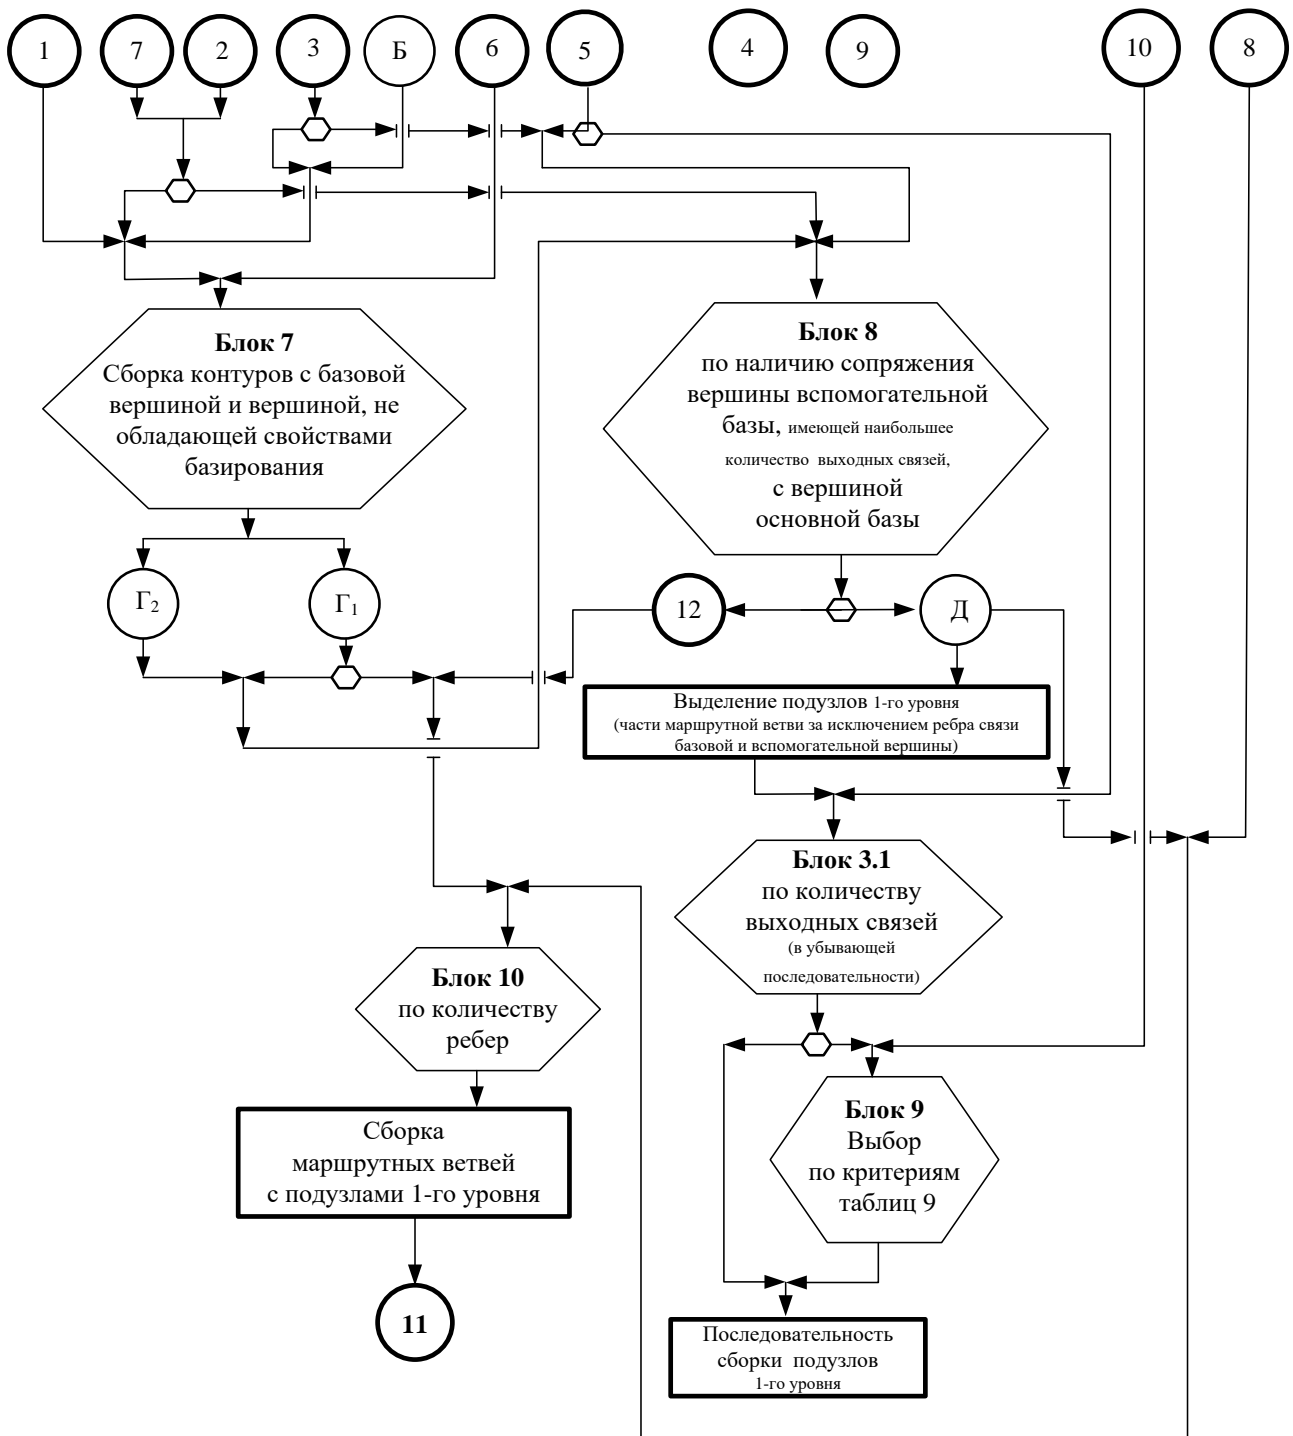 1
7
2
3
Б
6
5
4
9
10
8
Блок 7
Сборка контуров с базовой
вершиной и вершиной, не
обладающей свойствами
базирования
Блок 8
по наличию сопряжения
вершины вспомогательной
базы, имеющей наибольшее
количество выходных связей,
с вершиной
основной базы
Г2
Г1
12
Д
Выделение подузлов 1-го уровня
(части маршрутной ветви за исключением ребра связи
базовой и вспомогательной вершины)
Блок 3.1
по количеству
выходных связей
(в убывающей
последовательности)
Блок 10
по количеству
ребер
Блок 9
Выбор
по критериям
таблиц 9
Сборка
маршрутных ветвей
с подузлами 1-го уровня
11
Последовательность
сборки подузлов
1-го уровня